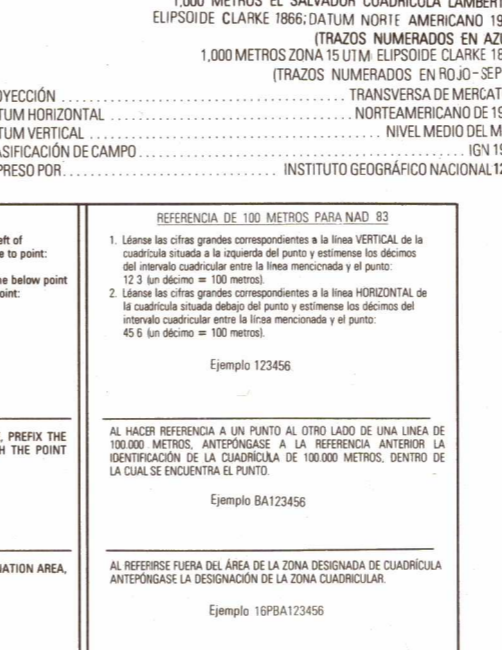 1,000 METROS EL SALVADOR CUADRICULA LAMBERT
ELIPSOIDE CLARKE 1866; DATUM NORTE AMERICANO 19
(TRAZOS NUMERADOS EN AZU
1,000 METROS ZONA 15 UTM ELIPSOIDE CLARKE 18
(TRAZOS NUMERADOS EN ROJO-SEP
OYECCIÓN .......... TRANSVERSA DE MERCAT
TUM HORIZONTAL .......... NORTEAMERICANO DE 19
TUM VERTICAL .......... NIVEL MEDIO DEL M
ASIFICACIÓN DE CAMPO .......... IGN 19
PRESO POR .......... INSTITUTO GEOGRÁFICO NACIONAL 12
eft of
e to point:
ne below point
oint:
, PREFIX THE
H THE POINT
NATION AREA,
REFERENCIA DE 100 METROS PARA NAD 83
1. Léanse las cifras grandes correspondientes a la línea VERTICAL de la
cuadrícula situada a la izquierda del punto y estímense los décimos
del intervalo cuadricular entre la línea mencicnada y el punto:
12 3 (un décimo = 100 metros).
2. Léanse las cifras grandes correspondientes a la línea HORIZONTAL de
la cuadrícula situada debajo del punto y estímense los décimos del
intervalo cuadricular entre la línea mencionada y el punto:
45 6 (un décimo = 100 metros).
Ejemplo 123456
AL HACER REFERENCIA A UN PUNTO AL OTRO LADO DE UNA LINEA DE
100.000 METROS, ANTEPÓNGASE A LA REFERENCIA ANTERIOR LA
IDENTIFICACIÓN DE LA CUADRÍCULA DE 100.000 METROS, DENTRO DE
LA CUAL SE ENCUENTRA EL PUNTO.
Ejemplo BA123456
AL REFERIRSE FUERA DEL ÁREA DE LA ZONA DESIGNADA DE CUADRÍCULA
ANTEPÓNGASE LA DESIGNACIÓN DE LA ZONA CUADRICULAR.
Ejemplo 16PBA123456